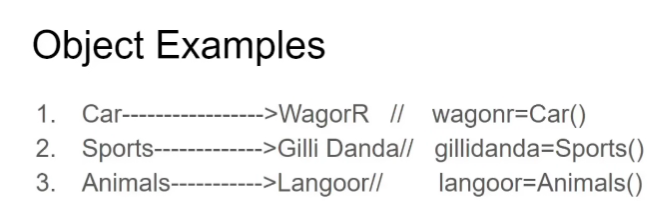 Object Examples
1. Car----------------->WagorR // wagonr=Car()
2. Sports------------->Gilli Danda// gillidanda=Sports()
3. Animals----------->Langoor// langoor=Animals()